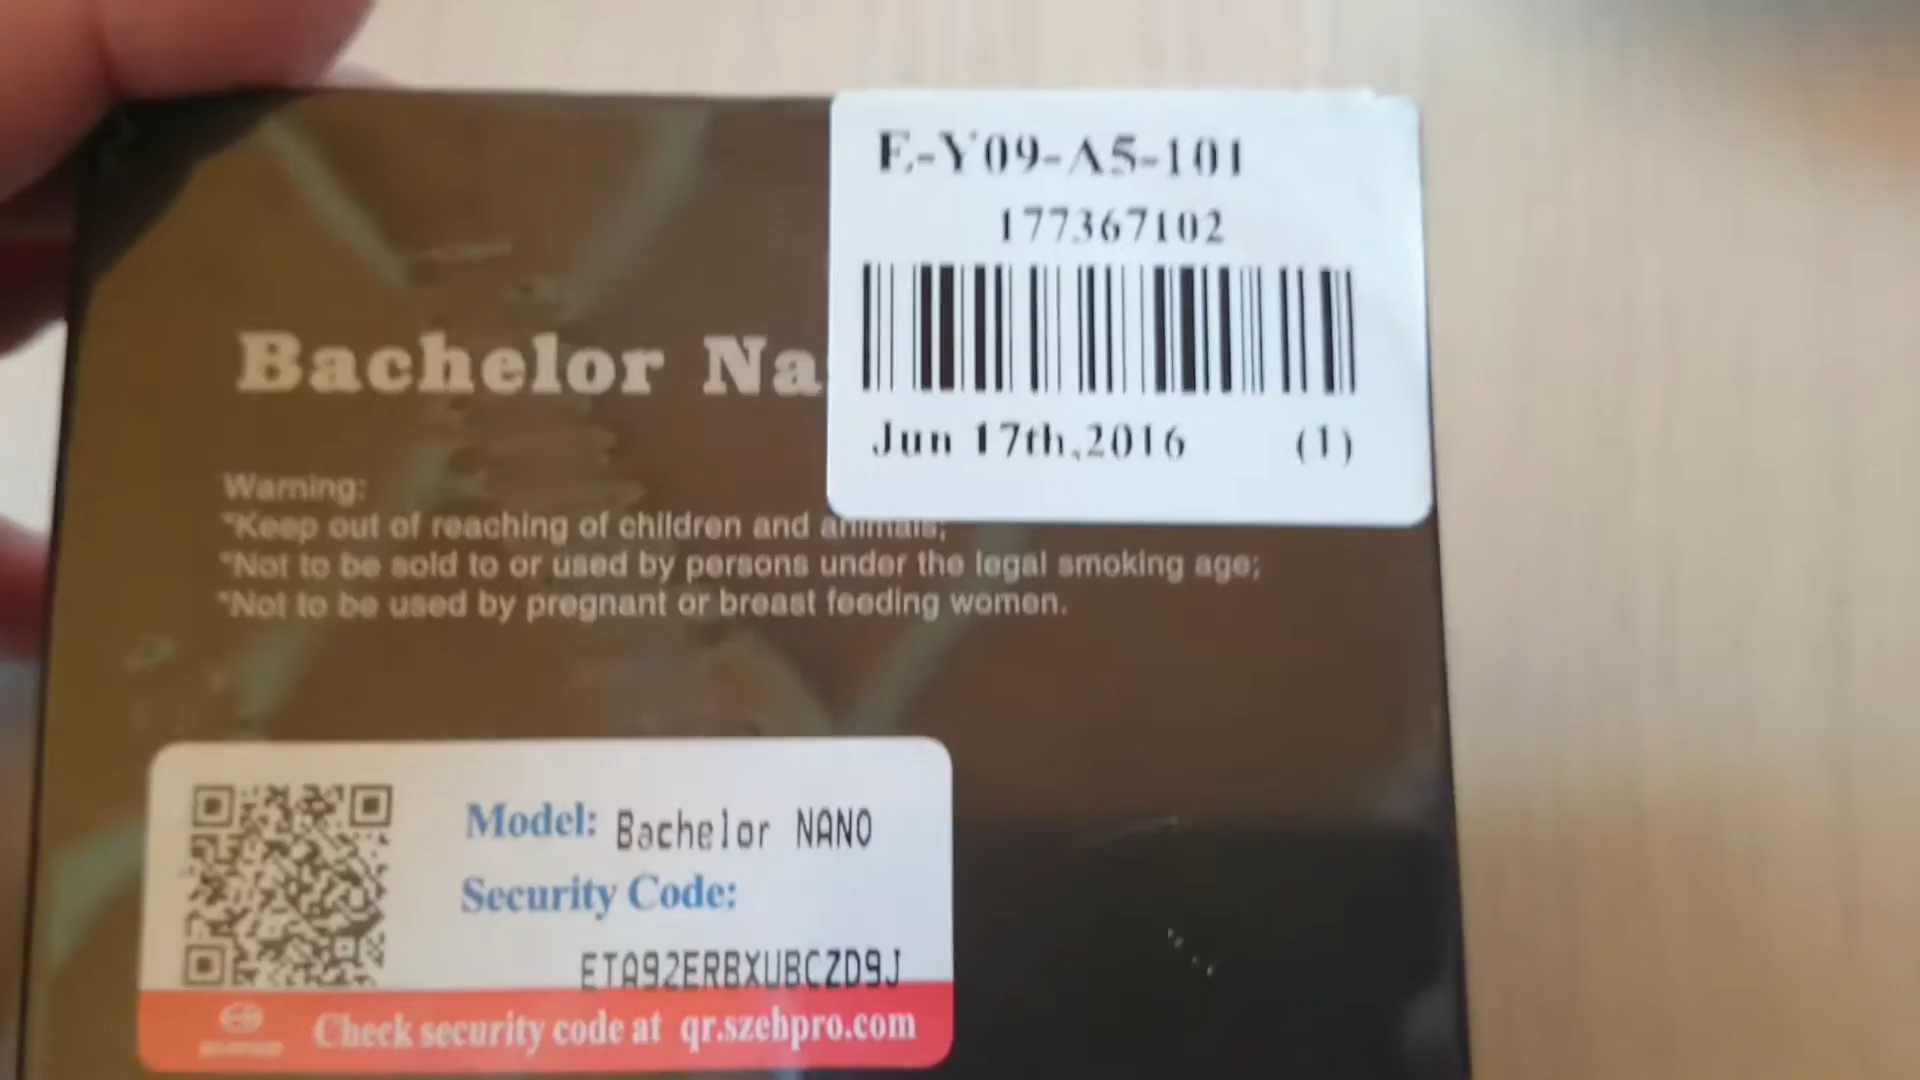 E-Y09-A5-101
177367102
Jun 17th,2016 (1)
Bachelor Na
Warning:
*Keep out of reaching of children and animals;
*Not to be sold to or used by persons under the legal smoking age;
*Not to be used by pregnant or breast feeding women.
Model: Bachelor NANO
Security Code:
ETA92ERBXUBCZD9J
Check security code at qr.szehpro.com